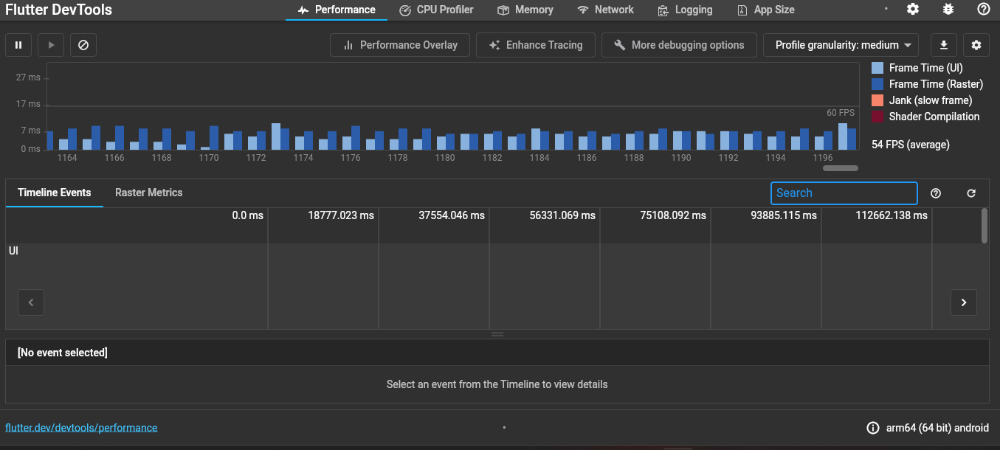 Flutter DevTools
Performance
CPU Profiler
Memory
Network
Logging
App Size
Performance Overlay
Enhance Tracing
More debugging options
Profile granularity: medium
27 ms
17 ms
7 ms
0 ms
60 FPS
1164 1166 1168 1170 1172 1174 1176 1178 1180 1182 1184 1186 1188 1190 1192 1194 1196
Frame Time (UI)
Frame Time (Raster)
Jank (slow frame)
Shader Compilation
54 FPS (average)
Timeline Events
Raster Metrics
Search
0.0 ms 18777.023 ms 37554.046 ms 56331.069 ms 75108.092 ms 93885.115 ms 112662.138 ms
UI
[No event selected]
Select an event from the Timeline to view details
flutter.dev/devtools/performance
arm64 (64 bit) android